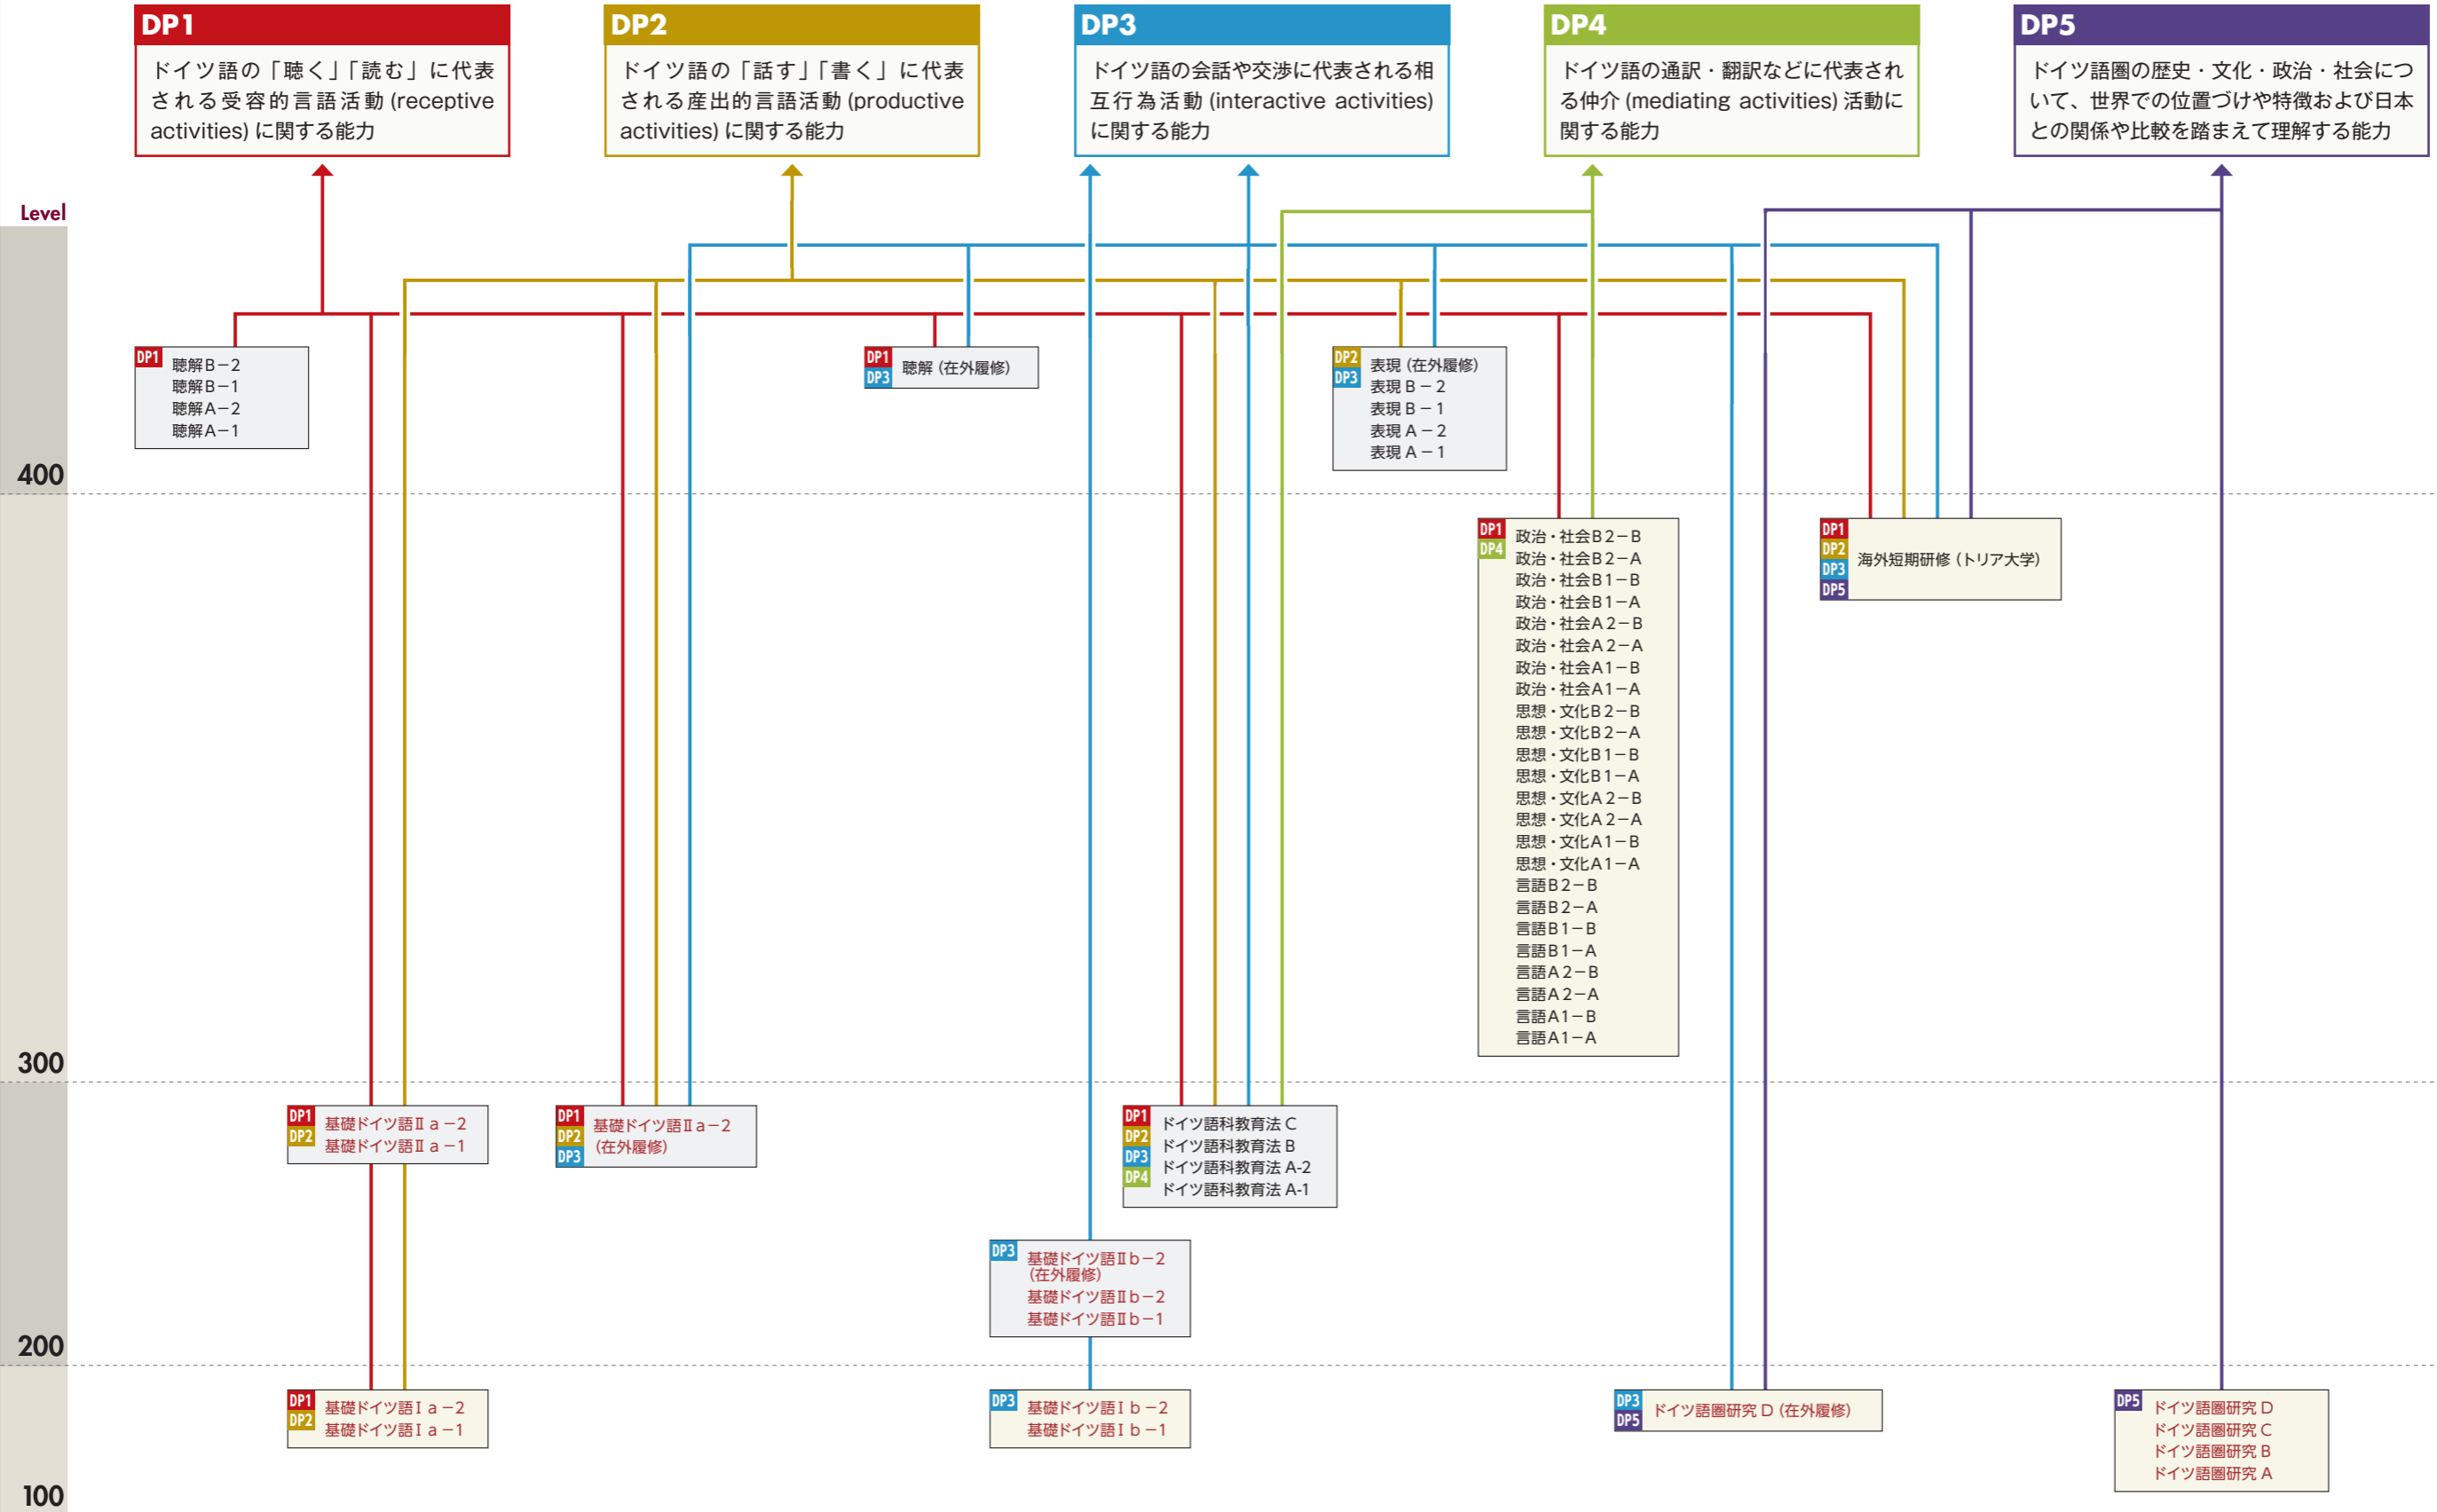 DP1
ドイツ語の「聴く」「読む」に代表
される受容的言語活動 (receptive
activities) に関する能力
DP2
ドイツ語の「話す」「書く」に代表
される産出的言語活動 (productive
activities) に関する能力
DP3
ドイツ語の会話や交渉に代表される相
互行為活動 (interactive activities)
に関する能力
DP4
ドイツ語の通訳・翻訳などに代表され
る仲介 (mediating activities) 活動に
関する能力
DP5
ドイツ語圏の歴史・文化・政治・社会につ
いて、世界での位置づけや特徴および日本
との関係や比較を踏まえて理解する能力
Level
DP1
聴解B－2
聴解B－1
聴解A－2
聴解A－1
DP1
DP3
聴解（在外履修）
DP2
DP3
表現（在外履修）
表現 B － 2
表現 B － 1
表現 A － 2
表現 A － 1
400
DP1
DP4
政治・社会B2－B
政治・社会B2－A
政治・社会B1－B
政治・社会B1－A
政治・社会A2－B
政治・社会A2－A
政治・社会A1－B
政治・社会A1－A
思想・文化B2－B
思想・文化B2－A
思想・文化B1－B
思想・文化B1－A
思想・文化A2－B
思想・文化A2－A
思想・文化A1－B
思想・文化A1－A
言語B2－B
言語B2－A
言語B1－B
言語B1－A
言語A2－B
言語A2－A
言語A1－B
言語A1－A
DP1
DP2
DP3
DP5
海外短期研修（トリア大学）
300
DP1
DP2
基礎ドイツ語Ⅱａ－2
基礎ドイツ語Ⅱａ－1
DP1
DP2
DP3
基礎ドイツ語Ⅱａ－2
（在外履修）
DP1
DP2
DP3
DP4
ドイツ語科教育法 C
ドイツ語科教育法 B
ドイツ語科教育法 A-2
ドイツ語科教育法 A-1
DP3
基礎ドイツ語Ⅱｂ－2
（在外履修）
基礎ドイツ語Ⅱｂ－2
基礎ドイツ語Ⅱｂ－1
200
DP1
DP2
基礎ドイツ語Ⅰａ－2
基礎ドイツ語Ⅰａ－1
DP3
基礎ドイツ語Ⅰｂ－2
基礎ドイツ語Ⅰｂ－1
DP3
DP5
ドイツ語圏研究 D（在外履修）
DP5
ドイツ語圏研究 D
ドイツ語圏研究 C
ドイツ語圏研究 B
ドイツ語圏研究 A
100